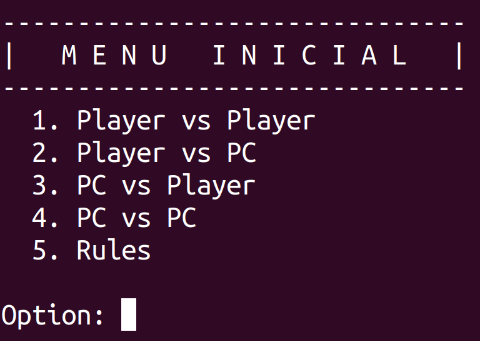 -------------------------------
|   M E N U   I N I C I A L   |
-------------------------------
  1. Player vs Player
  2. Player vs PC
  3. PC vs Player
  4. PC vs PC
  5. Rules

Option: